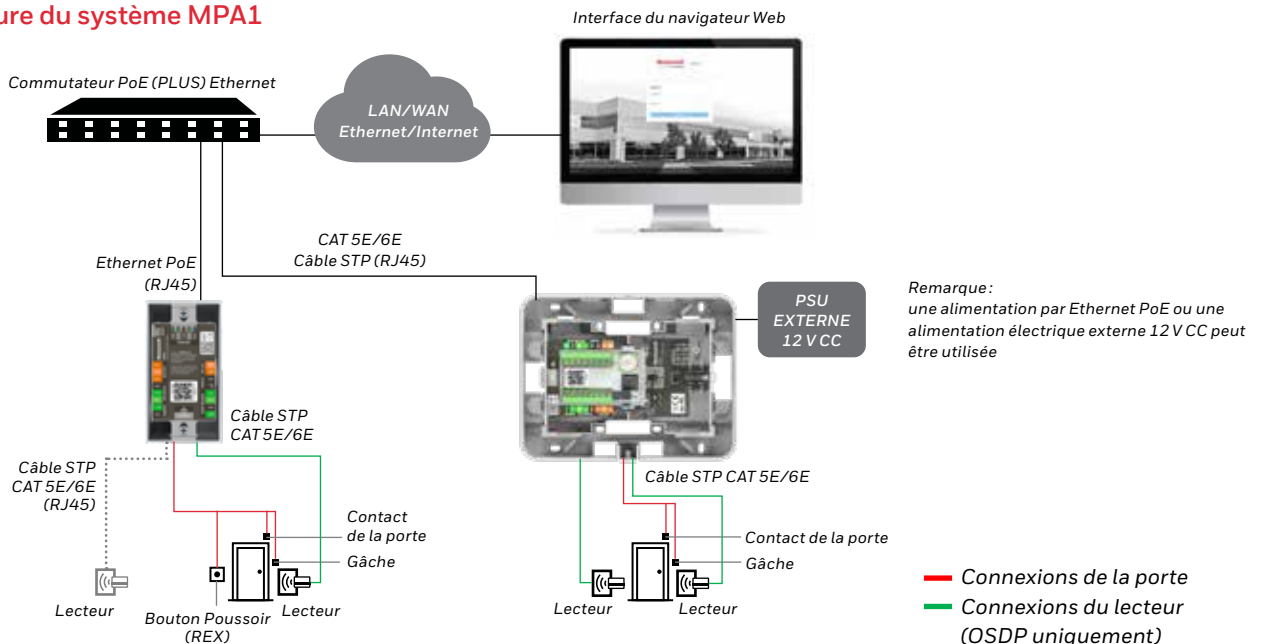 ure du système MPA1
Interface du navigateur Web
Commutateur PoE (PLUS) Ethernet
LAN/WAN
Ethernet/Internet
CAT 5E/6E
Câble STP (RJ45)
Ethernet PoE
(RJ45)
PSU
EXTERNE
12 V CC
Remarque :
une alimentation par Ethernet PoE ou une
alimentation électrique externe 12 V CC peut
être utilisée
Câble STP
CAT 5E/6E
Câble STP
CAT 5E/6E
(RJ45)
Contact
de la porte
Gâche
Lecteur
Bouton Poussoir
(REX)
Lecteur
Câble STP CAT 5E/6E
Contact de la porte
Gâche
Lecteur
Lecteur
Connexions de la porte
Connexions du lecteur
(OSDP uniquement)